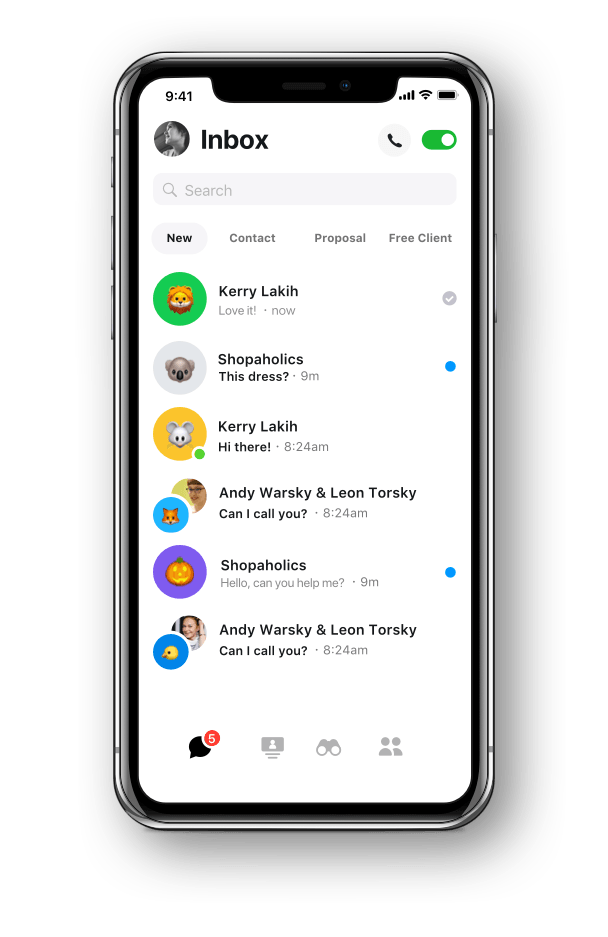 9:41
Inbox
Search
New Contact Proposal Free Client
Kerry Lakih
Love it! · now
Shopaholics
This dress? · 9m
Kerry Lakih
Hi there! · 8:24am
Andy Warsky & Leon Torsky
Can I call you? · 8:24am
Shopaholics
Hello, can you help me? · 9m
Andy Warsky & Leon Torsky
Can I call you? · 8:24am
5